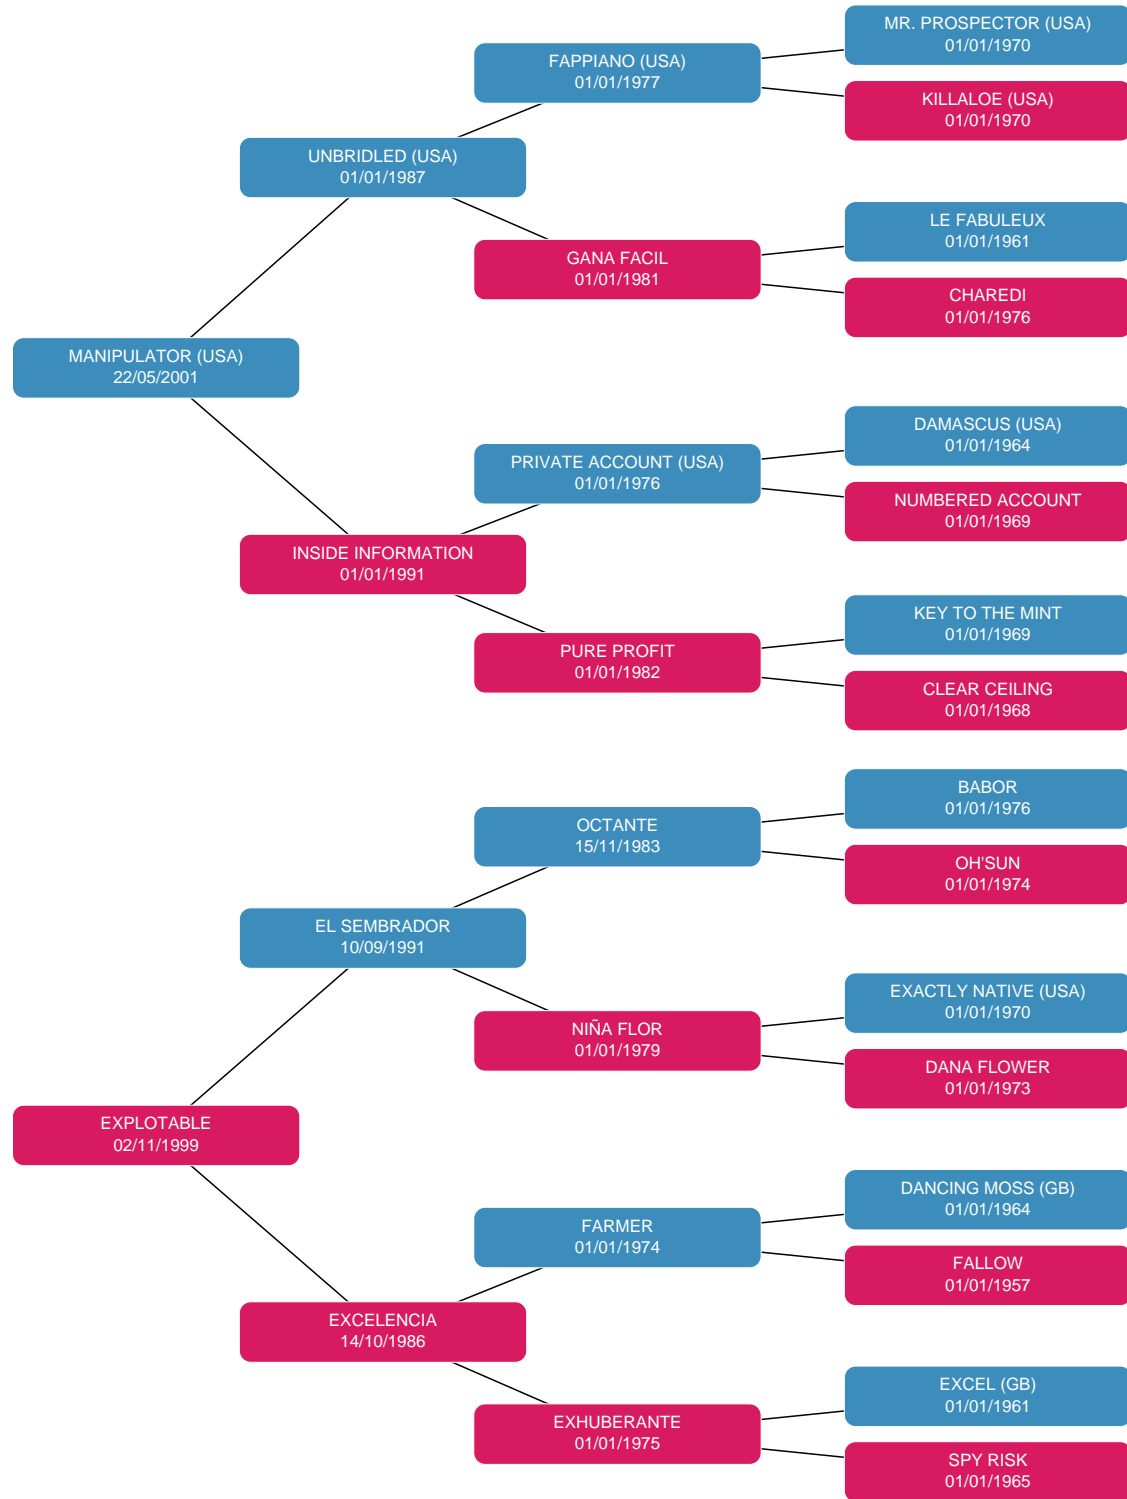 MR. PROSPECTOR (USA)
01/01/1970
FAPPIANO (USA)
01/01/1977
KILLALOE (USA)
01/01/1970
UNBRIDLED (USA)
01/01/1987
LE FABULEUX
01/01/1961
GANA FACIL
01/01/1981
CHAREDI
01/01/1976
MANIPULATOR (USA)
22/05/2001
DAMASCUS (USA)
01/01/1964
PRIVATE ACCOUNT (USA)
01/01/1976
NUMBERED ACCOUNT
01/01/1969
INSIDE INFORMATION
01/01/1991
KEY TO THE MINT
01/01/1969
PURE PROFIT
01/01/1982
CLEAR CEILING
01/01/1968
BABOR
01/01/1976
OCTANTE
15/11/1983
OH'SUN
01/01/1974
EL SEMBRADOR
10/09/1991
EXACTLY NATIVE (USA)
01/01/1970
NIÑA FLOR
01/01/1979
DANA FLOWER
01/01/1973
EXPLOTABLE
02/11/1999
DANCING MOSS (GB)
01/01/1964
FARMER
01/01/1974
FALLOW
01/01/1957
EXCELENCIA
14/10/1986
EXCEL (GB)
01/01/1961
EXHUBERANTE
01/01/1975
SPY RISK
01/01/1965